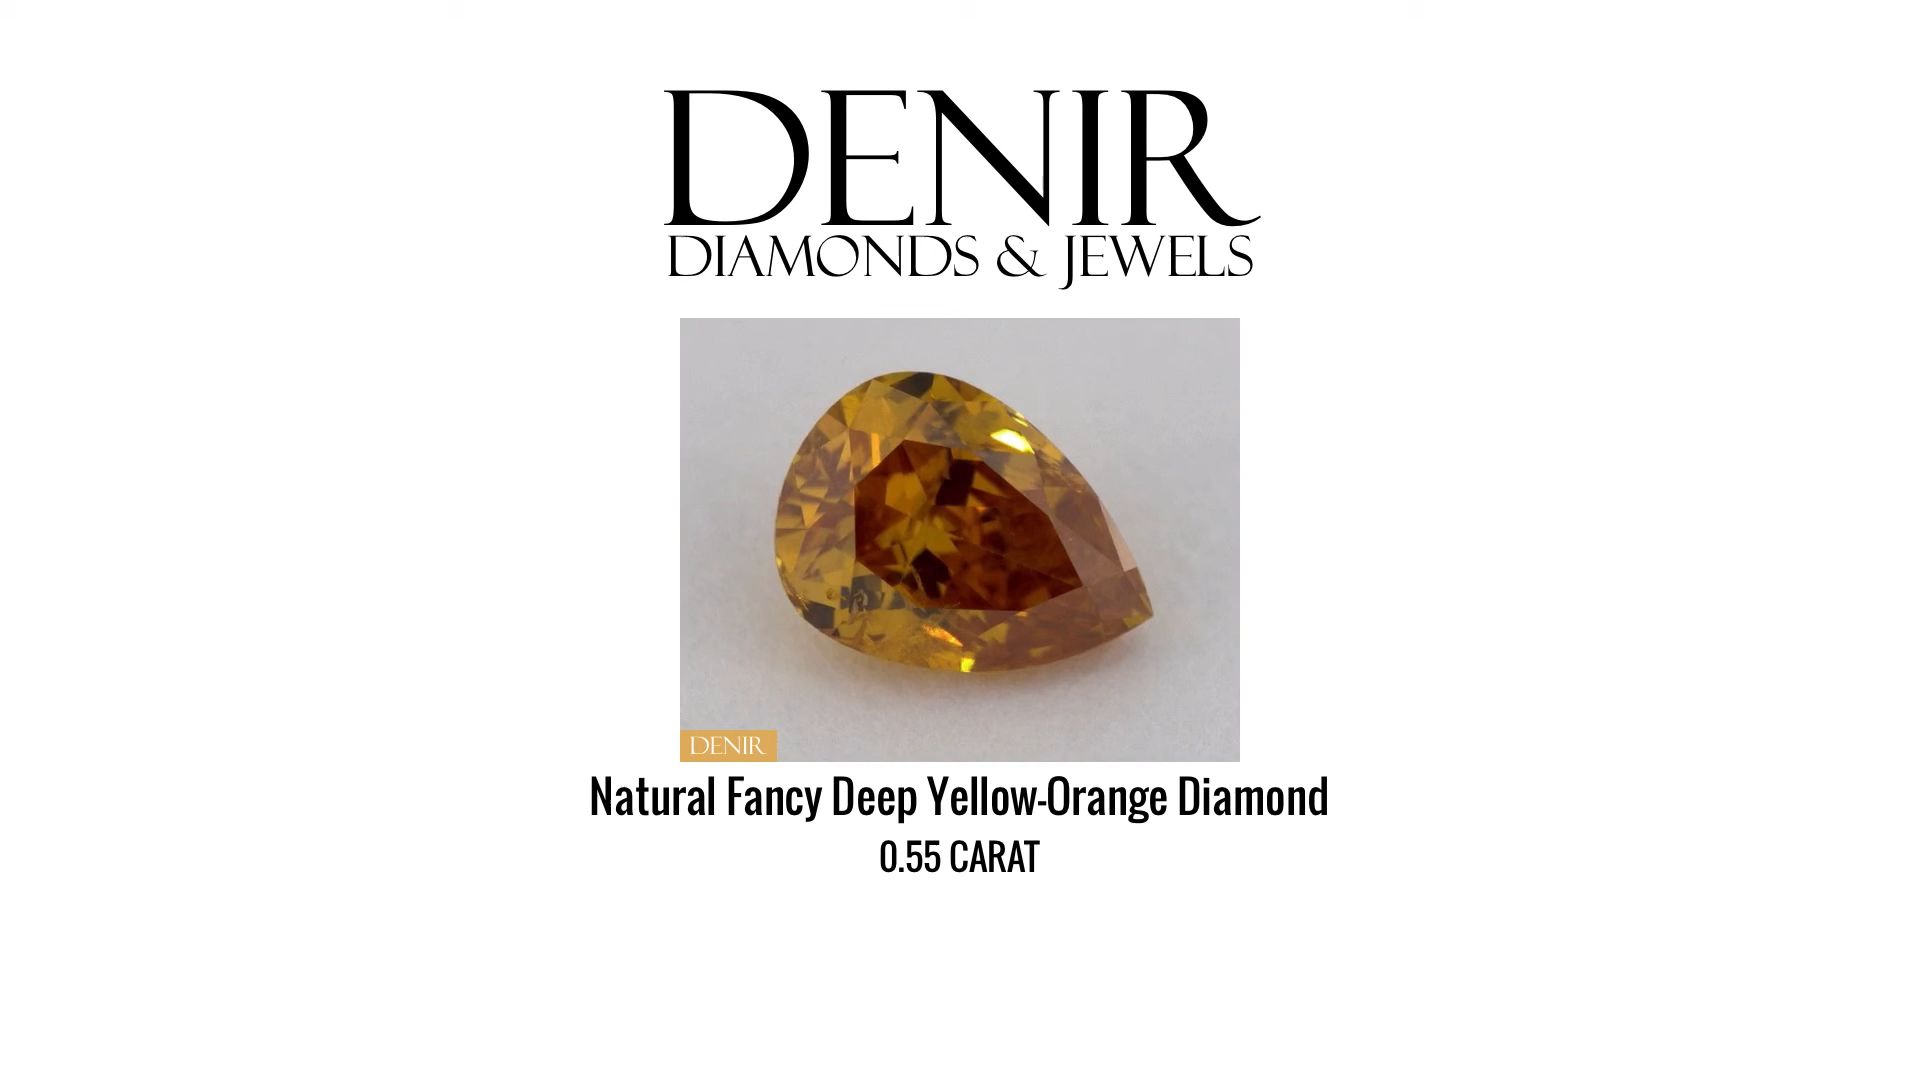 DENIR
DIAMONDS & JEWELS
DENIR
Natural Fancy Deep Yellow-Orange Diamond
0.55 CARAT